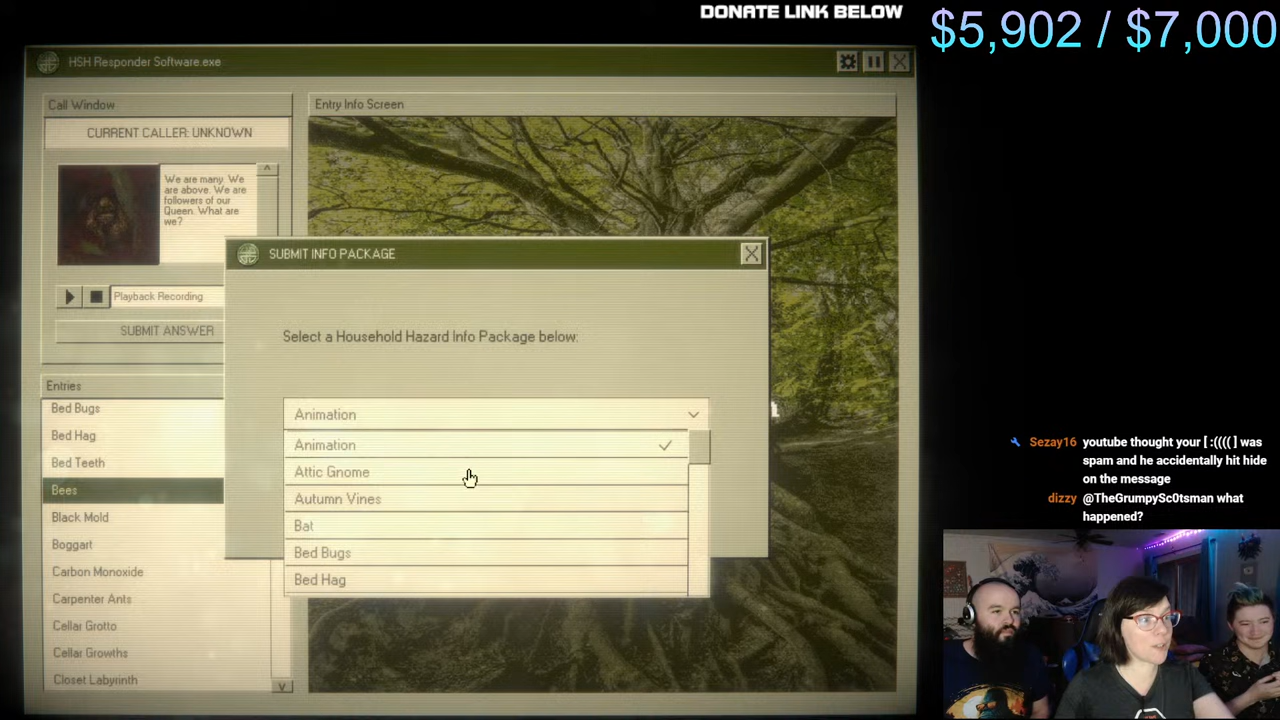 DONATE LINK BELOW
$5,902 / $7,000
HSH Responder Software.exe
Call Window
CURRENT CALLER: UNKNOWN
We are many. We
are above. We are
followers of our
Queen. What are
we?
Playback Recording
SUBMIT ANSWER
Entries
Bed Bugs
Bed Hag
Bed Teeth
Bees
Black Mold
Boggart
Carbon Monoxide
Carpenter Ants
Cellar Grotto
Cellar Growths
Closet Labyrinth
Entry Info Screen
SUBMIT INFO PACKAGE
Select a Household Hazard Info Package below:
Animation
Animation
Attic Gnome
Autumn Vines
Bat
Bed Bugs
Bed Hag
Sezay16 youtube thought your [ :(((( ] was
spam and he accidentally hit hide
on the message
dizzy @TheGrumpySc0tsman what
happened?